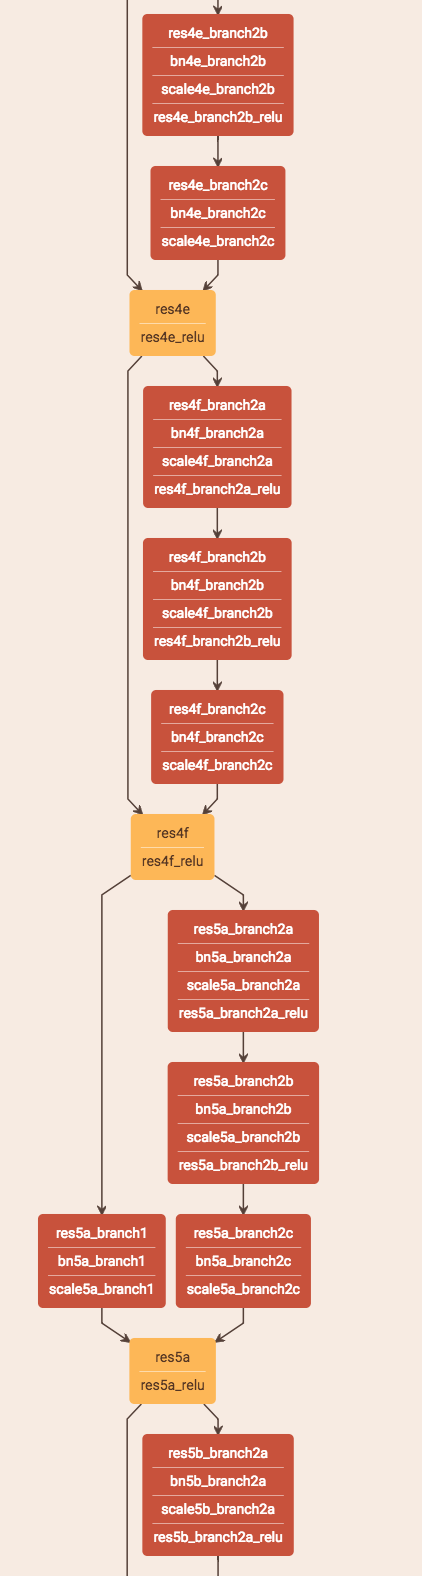 res4e_branch2b
bn4e_branch2b
scale4e_branch2b
res4e_branch2b_relu
res4e_branch2c
bn4e_branch2c
scale4e_branch2c
res4e
res4e_relu
res4f_branch2a
bn4f_branch2a
scale4f_branch2a
res4f_branch2a_relu
res4f_branch2b
bn4f_branch2b
scale4f_branch2b
res4f_branch2b_relu
res4f_branch2c
bn4f_branch2c
scale4f_branch2c
res4f
res4f_relu
res5a_branch2a
bn5a_branch2a
scale5a_branch2a
res5a_branch2a_relu
res5a_branch2b
bn5a_branch2b
scale5a_branch2b
res5a_branch2b_relu
res5a_branch1
bn5a_branch1
scale5a_branch1
res5a_branch2c
bn5a_branch2c
scale5a_branch2c
res5a
res5a_relu
res5b_branch2a
bn5b_branch2a
scale5b_branch2a
res5b_branch2a_relu